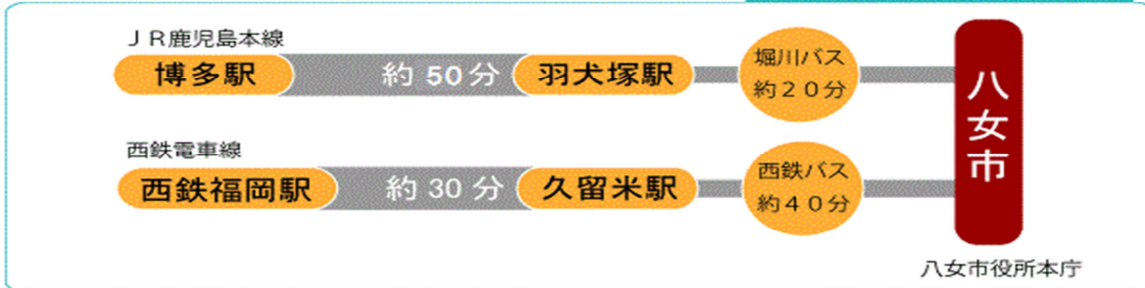 JR鹿児島本線
博多駅 約 50 分 羽犬塚駅
堀川バス
約20分
西鉄電車線
西鉄福岡駅 約 30 分 久留米駅
西鉄バス
約40分
八女市
八女市役所本庁